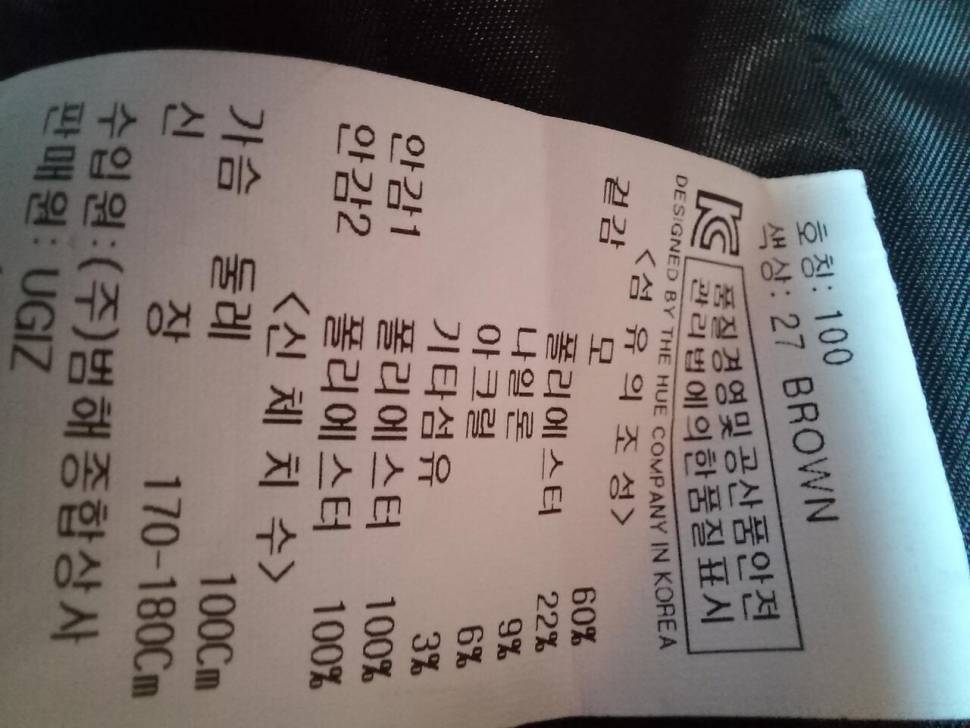 호칭: 100
색상: 27 BROWN
KC 품질경영및공산품안전
관리법에의한품질표시
DESIGNED BY THE HUE COMPANY IN KOREA
<섬 유 의 조 성>
겉감 모 60%
폴리에스터 22%
나일론 9%
아크릴 6%
기타섬유 3%
안감1 폴리에스터 100%
안감2 폴리에스터 100%
<신 체 치 수>
가슴 둘레 100Cm
신 장 170-180Cm
수입원:(주)범해종합상사
판매원: UGIZ